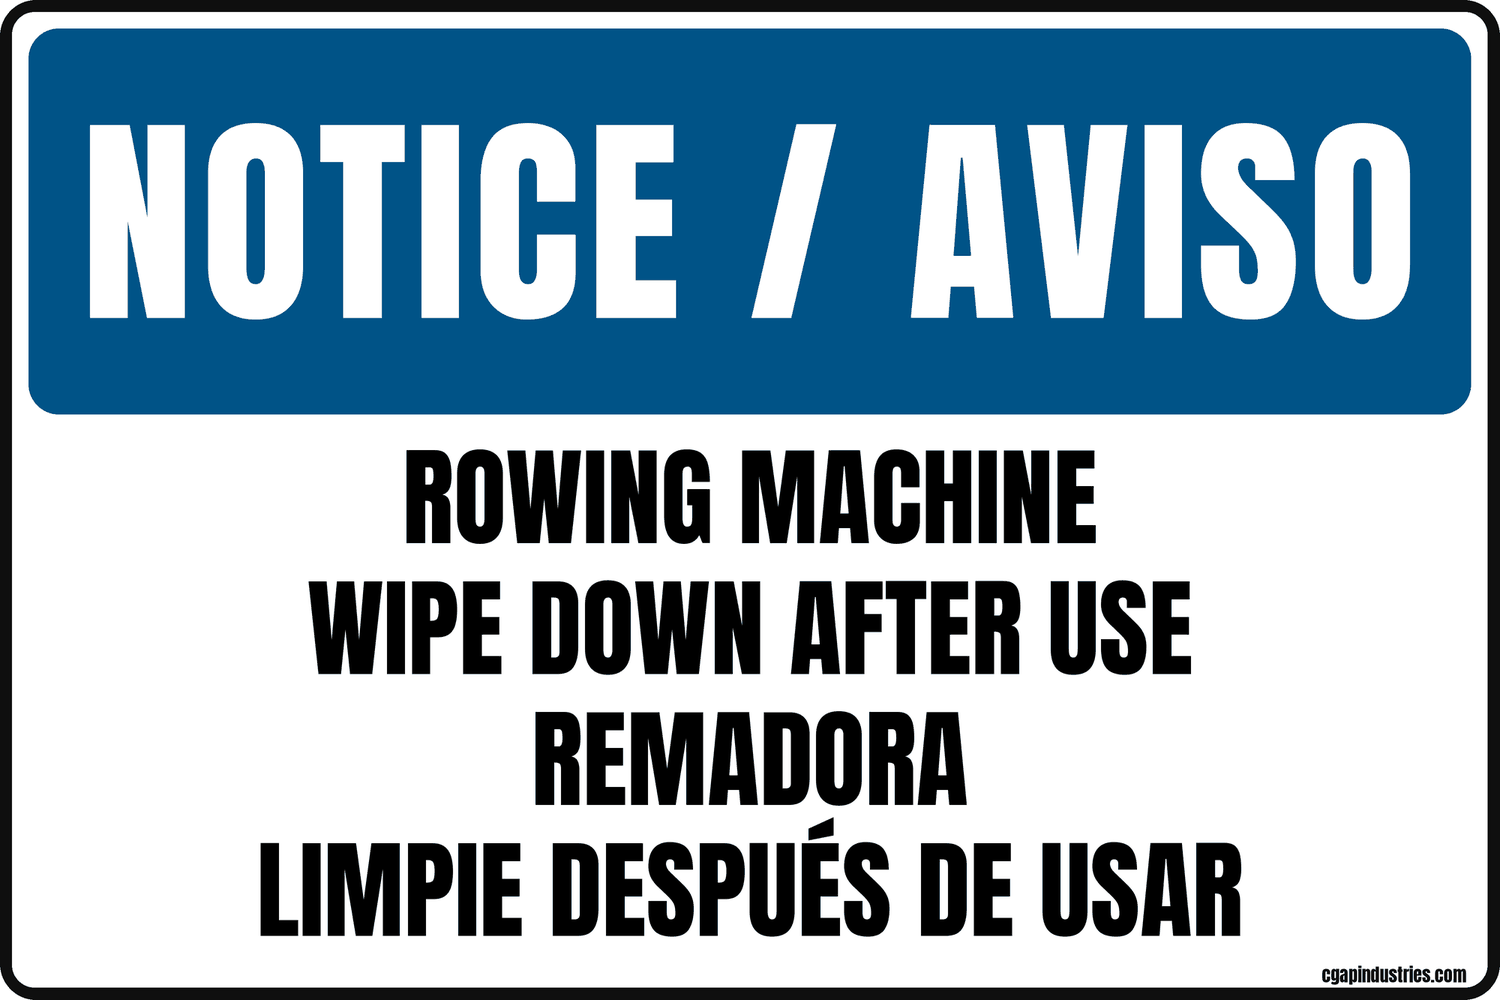 NOTICE / AVISO
ROWING MACHINE
WIPE DOWN AFTER USE
REMADORA
LIMPIE DESPUÉS DE USAR
cgapindustries.com